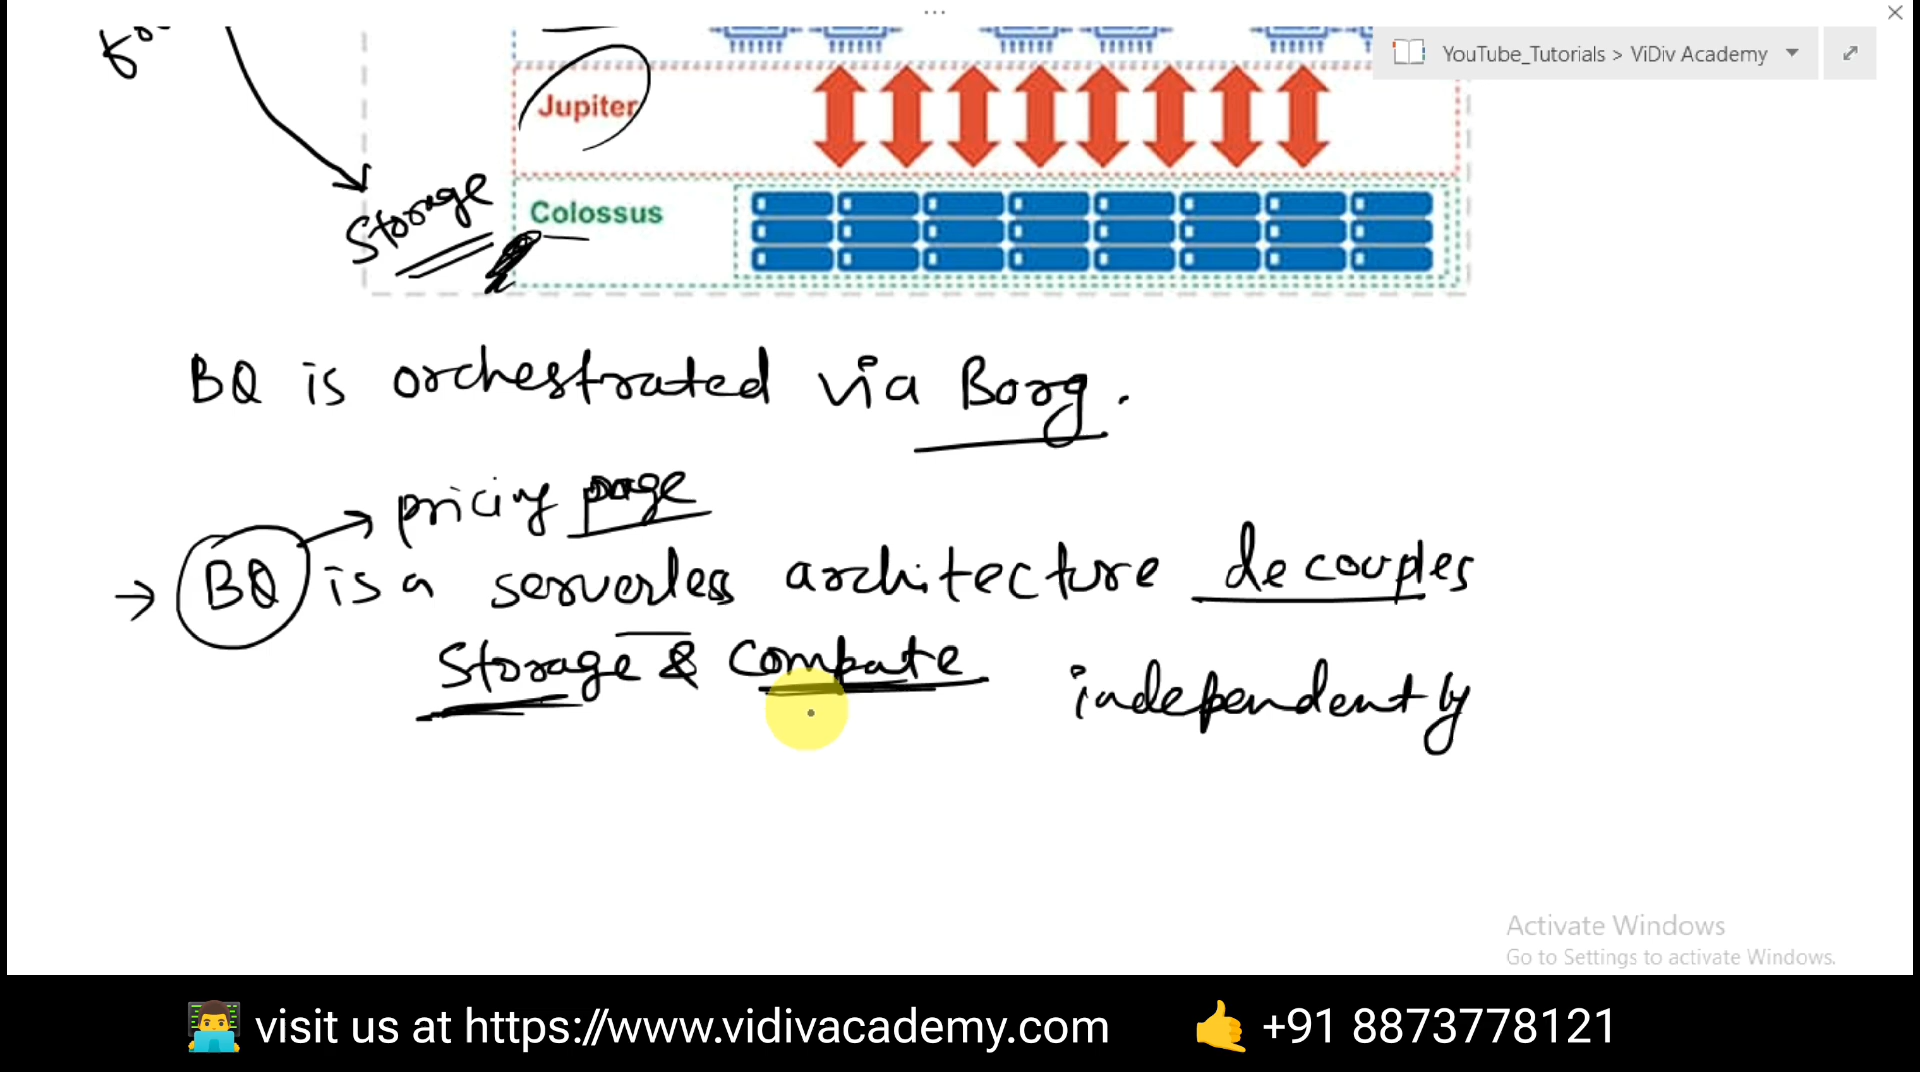 YouTube_Tutorials > ViDiv Academy
Jupiter
Storage
Colossus
BQ is orchestrated via Borg.
pricing page
→ BQ is a serverless architecture decouples
Storage & Compute independently
Activate Windows
Go to Settings to activate Windows.
visit us at https://www.vidivacademy.com
+91 8873778121